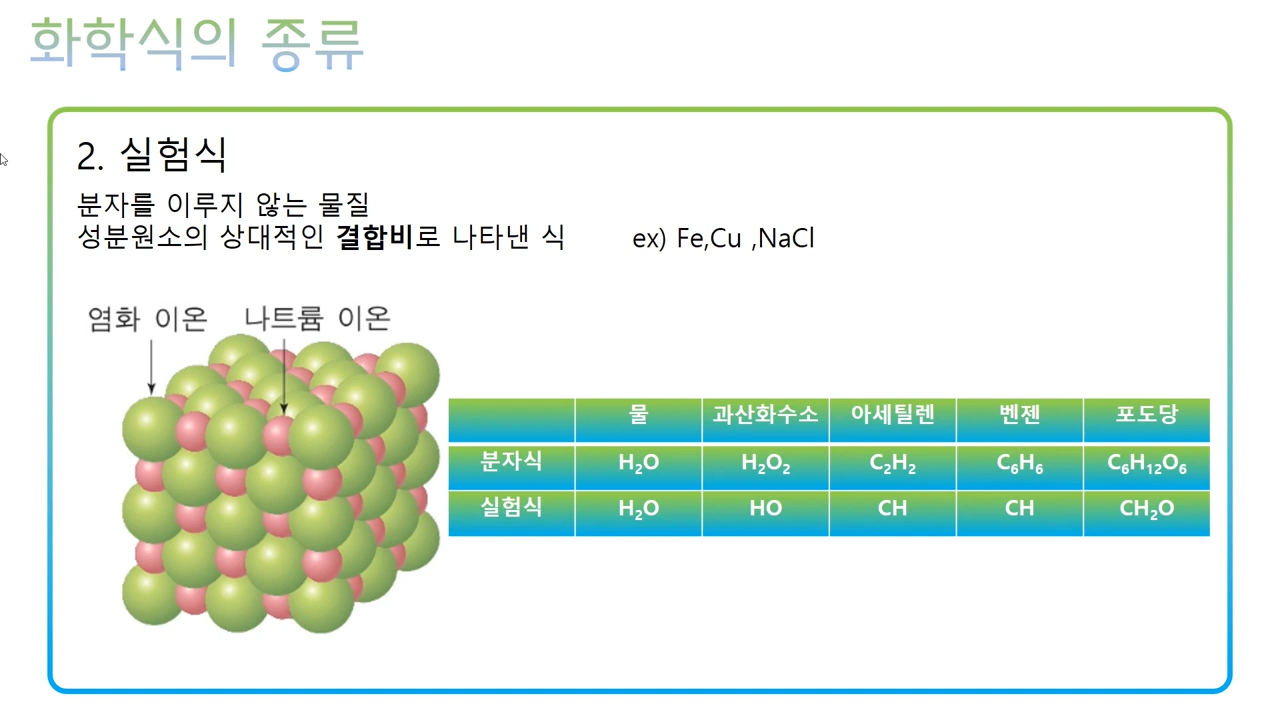 화학식의 종류
2. 실험식
분자를 이루지 않는 물질
성분원소의 상대적인 결합비로 나타낸 식 ex) Fe,Cu ,NaCl
염화 이온 나트륨 이온
물 과산화수소 아세틸렌 벤젠 포도당
분자식 H₂O H₂O₂ C₂H₂ C₆H₆ C₆H₁₂O₆
실험식 H₂O HO CH CH CH₂O